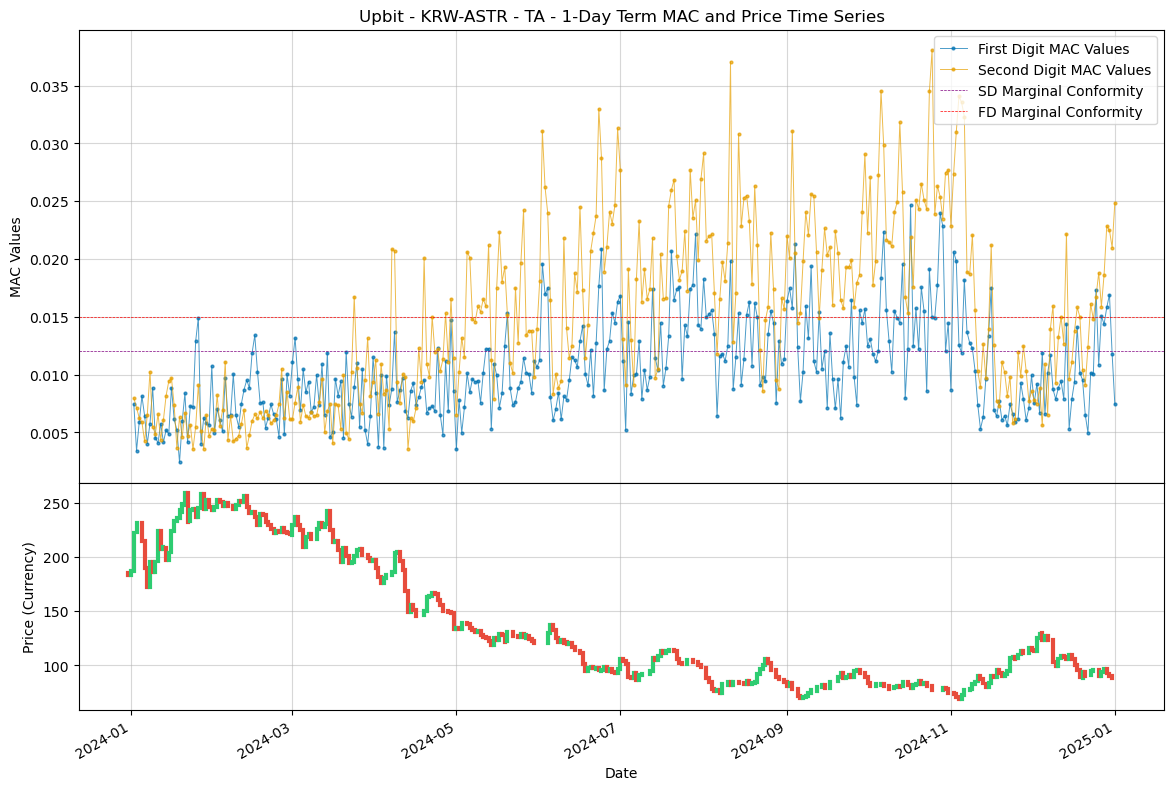 Upbit - KRW-ASTR - TA - 1-Day Term MAC and Price Time Series
First Digit MAC Values
Second Digit MAC Values
SD Marginal Conformity
FD Marginal Conformity
MAC Values
0.035
0.030
0.025
0.020
0.015
0.010
0.005
Price (Currency)
250
200
150
100
2024-01
2024-03
2024-05
2024-07
2024-09
2024-11
2025-01
Date